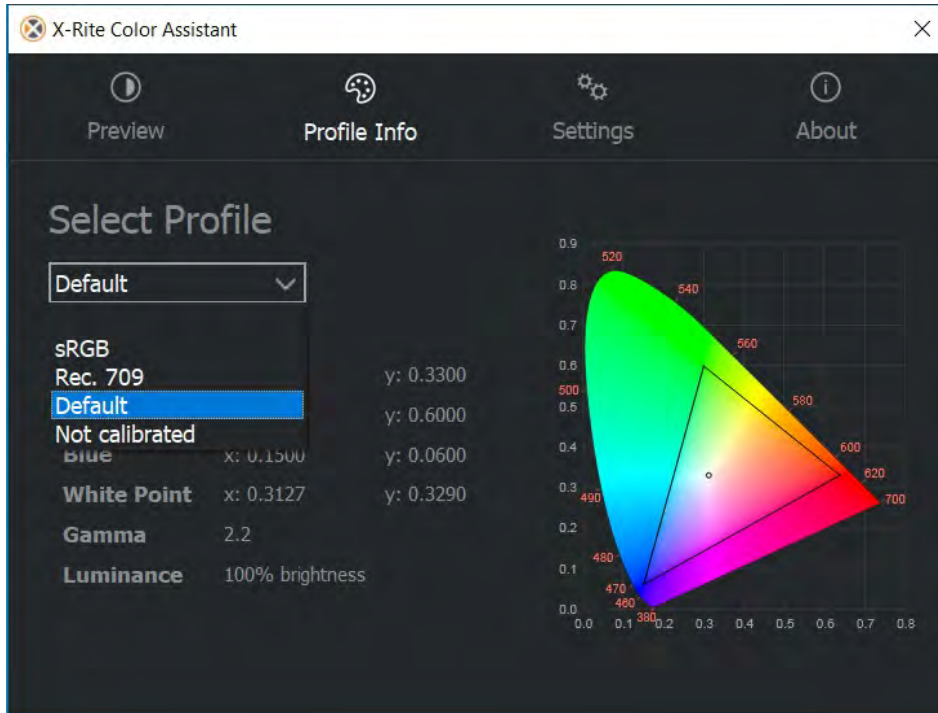 X-Rite Color Assistant
Preview
Profile Info
Settings
About
Select Profile
Default
sRGB
Rec. 709
Default
Not calibrated
y: 0.3300
y: 0.6000
Blue x: 0.1500 y: 0.0600
White Point x: 0.3127 y: 0.3290
Gamma 2.2
Luminance 100% brightness
0.9
520
0.8
540
0.7
560
0.6
500
580
0.5
0.4
600
620
0.3
490
700
0.2
480
0.1
470
460
0.0
380
0.0 0.1 0.2 0.3 0.4 0.5 0.6 0.7 0.8